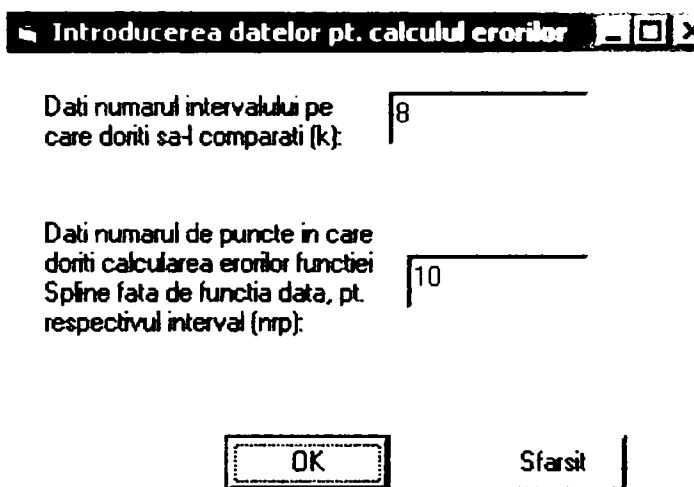 Introducerea datelor pt. calculul erorilor
Dati numarul intervalului pe
care doriti sa-l comparati (k):
8
Dati numarul de puncte in care
doriti calcularea erorilor functiei
Spline fata de functia data, pt.
respectivul interval (nrp):
10
OK
Sfarsit